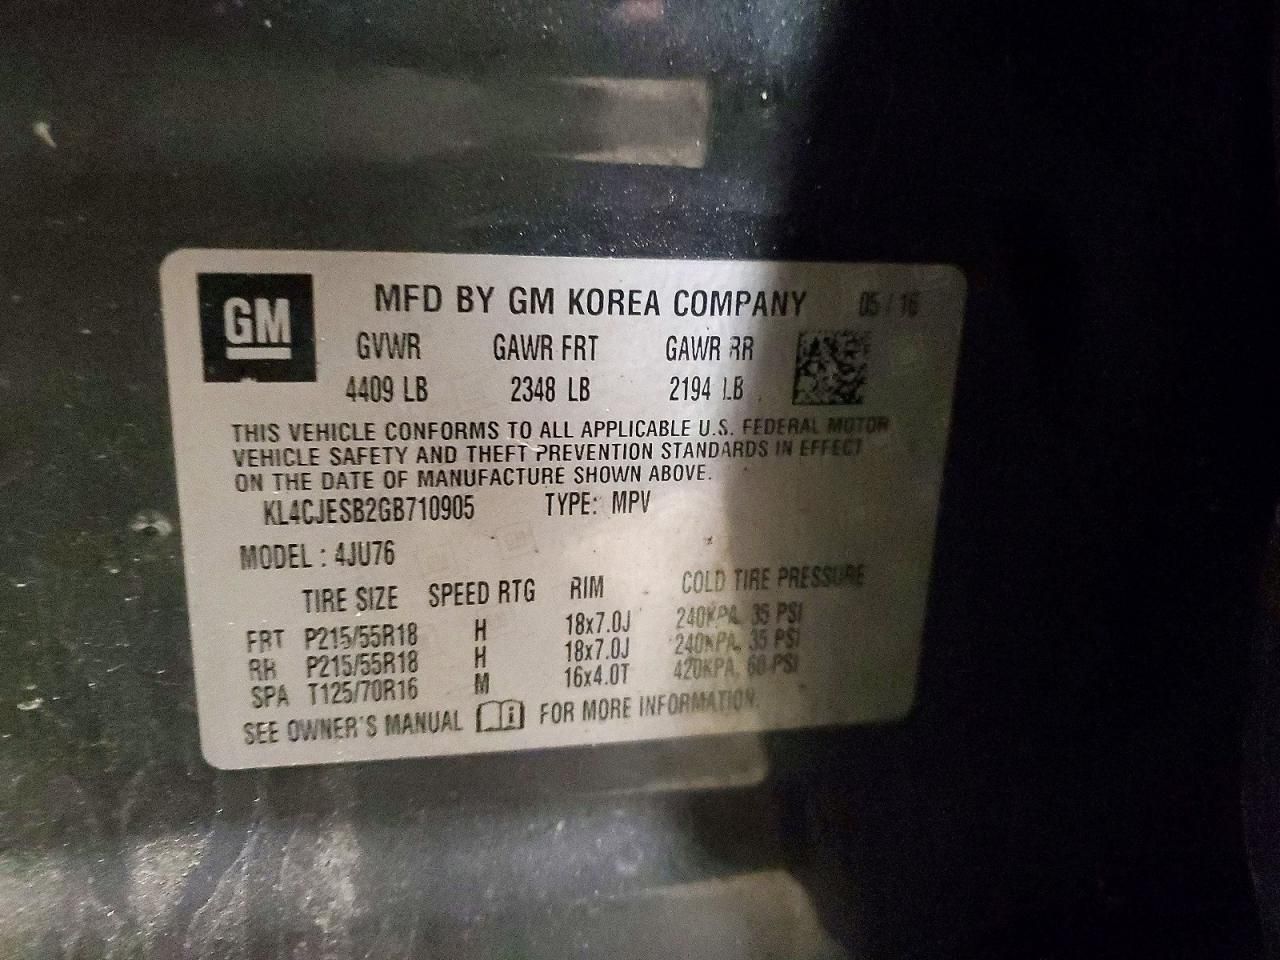 GM
MFD BY GM KOREA COMPANY 05 / 16
GVWR GAWR FRT GAWR RR
4409 LB 2348 LB 2194 LB
THIS VEHICLE CONFORMS TO ALL APPLICABLE U.S. FEDERAL MOTOR
VEHICLE SAFETY AND THEFT PREVENTION STANDARDS IN EFFECT
ON THE DATE OF MANUFACTURE SHOWN ABOVE.
KL4CJESB2GB710905 TYPE: MPV
MODEL : 4JU76
TIRE SIZE SPEED RTG RIM COLD TIRE PRESSURE
FRT P215/55R18 H 18x7.0J 240KPA, 35 PSI
RR P215/55R18 H 18x7.0J 240KPA, 35 PSI
SPA T125/70R16 M 16x4.0T 420KPA, 60 PSI
SEE OWNER'S MANUAL i FOR MORE INFORMATION.